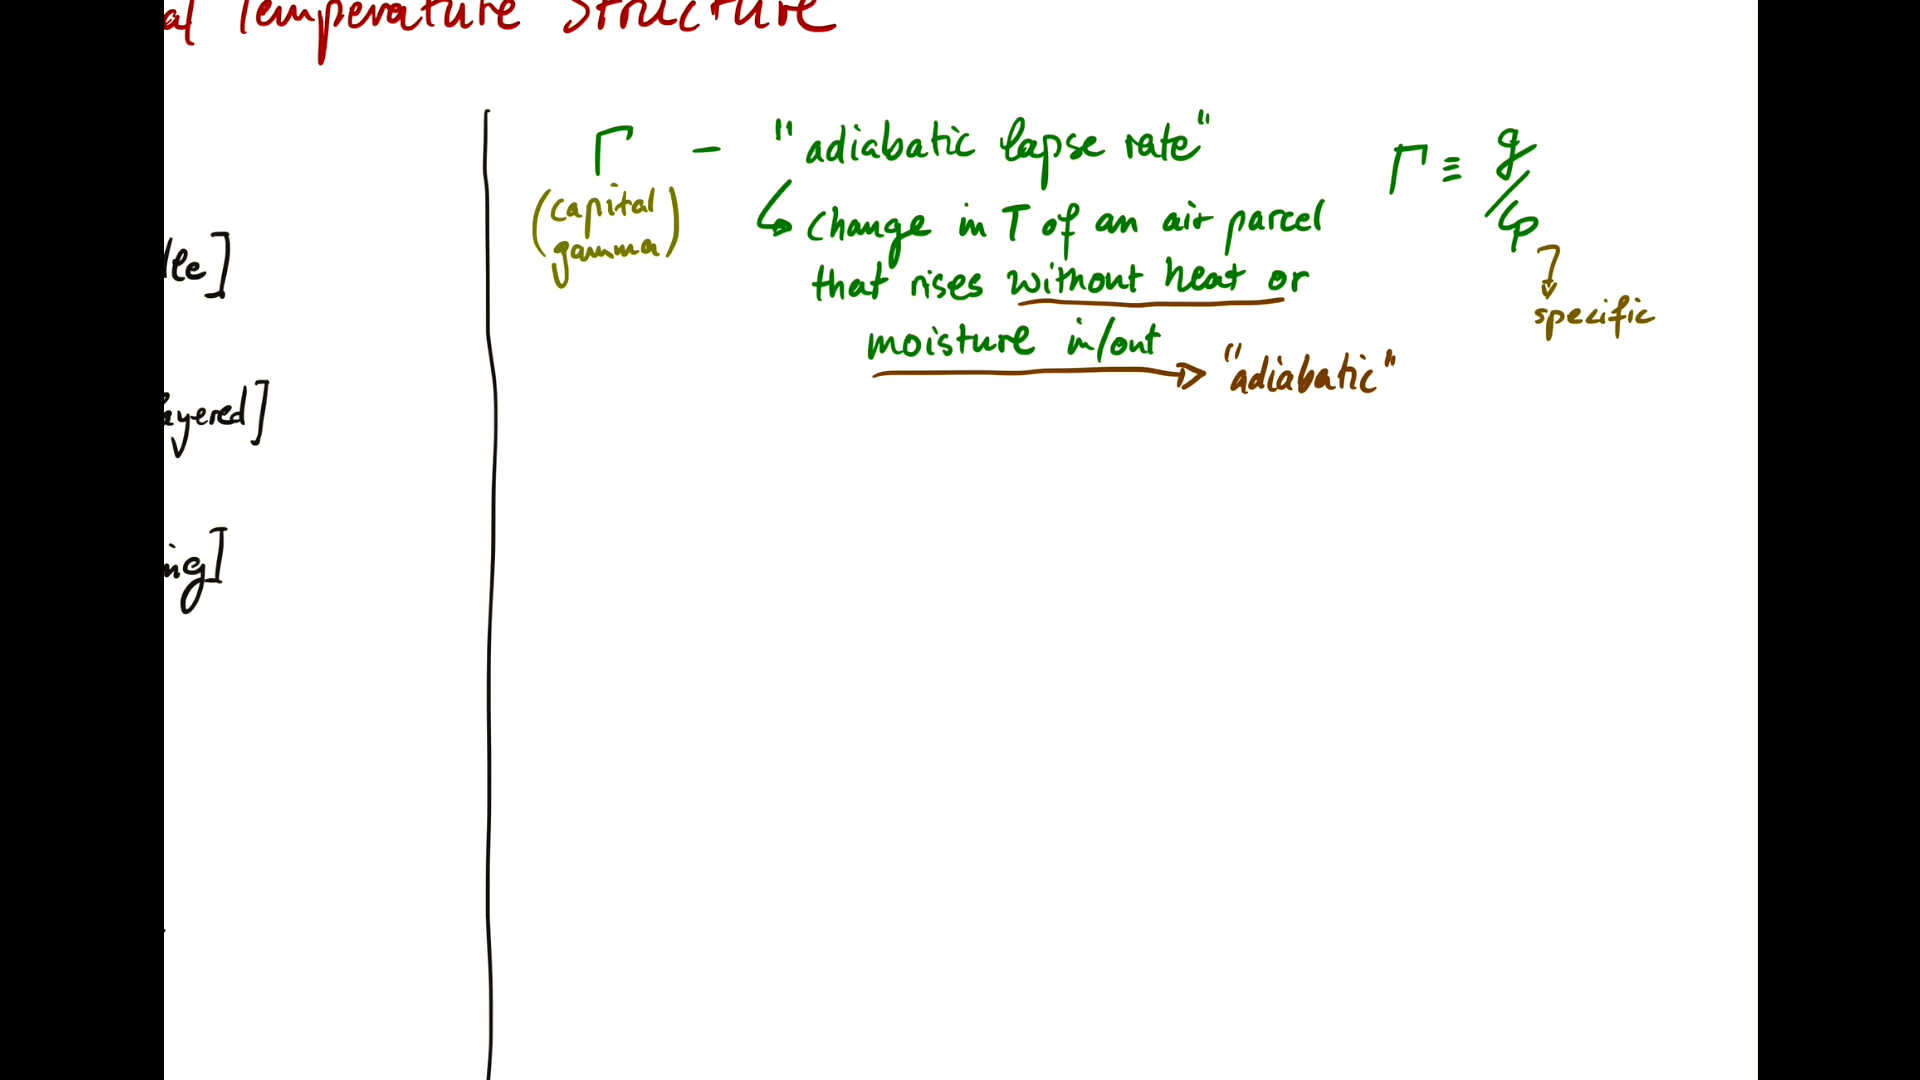 al Temperature Structure
Γ - "adiabatic lapse rate"
(capital gamma)
↳ change in T of an air parcel
that rises without heat or
moisture in/out
→ "adiabatic"
Γ ≡ g/cp
specific
lle]
ayered]
ing]